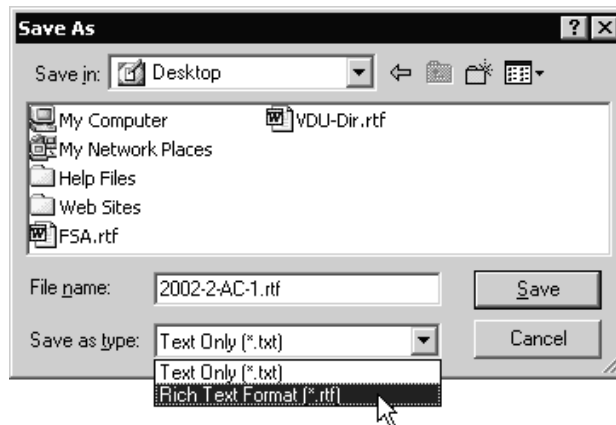 Save As
Save in: Desktop
My Computer
My Network Places
Help Files
Web Sites
FSA.rtf
VDU-Dir.rtf
File name: 2002-2-AC-1.rtf Save
Save as type: Text Only (*.txt) Cancel
Text Only (*.txt)
Rich Text Format (*.rtf)